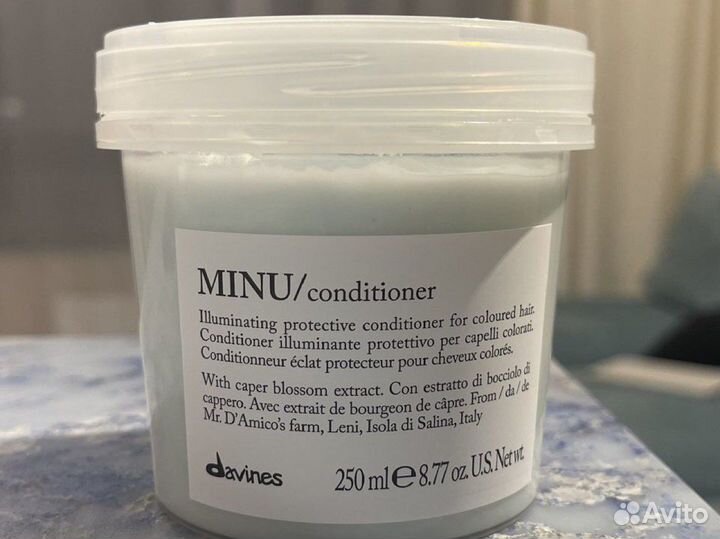 MINU/conditioner
Illuminating protective conditioner for coloured hair.
Conditioner illuminante protettivo per capelli colorati.
Conditionneur éclat protecteur pour cheveux colorés.
With caper blossom extract. Con estratto di bocciolo di
cappero. Avec extrait de bourgeon de câpre. From / da / de
Mr. D'Amico's farm, Leni, Isola di Salina, Italy
davines
250 ml e 8.77 oz. U.S. Net wt.
Avito